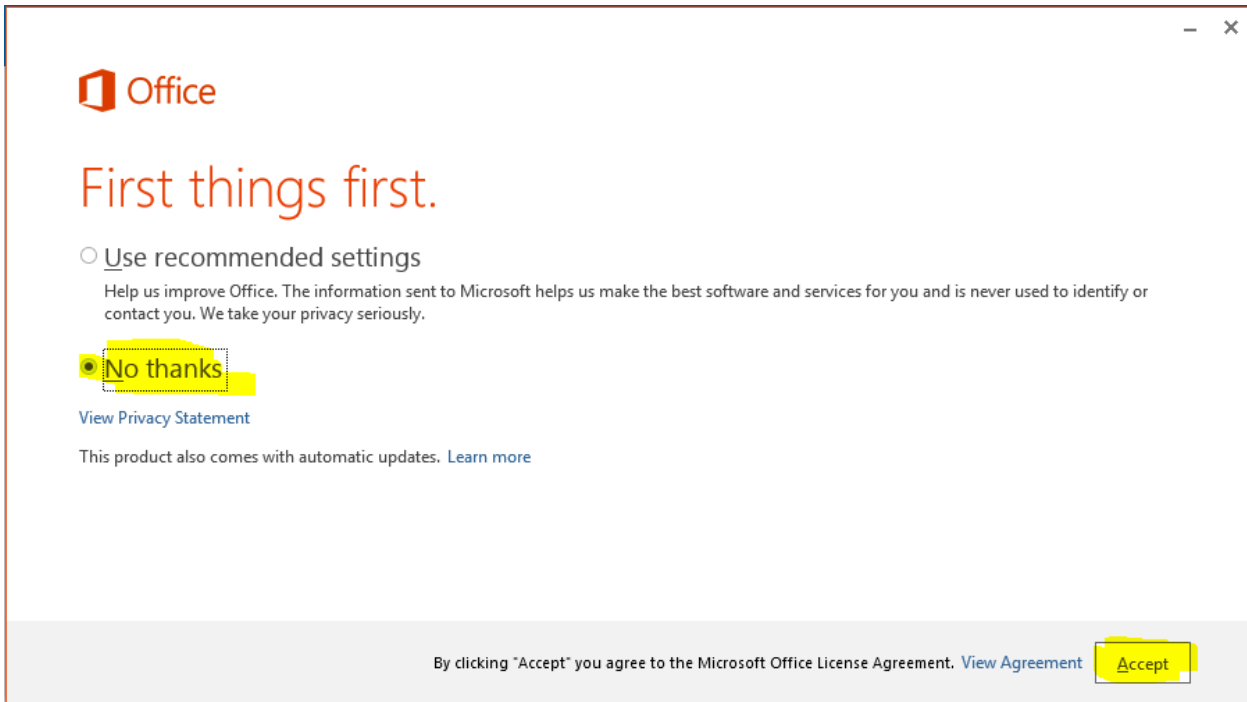 Office
First things first.
Use recommended settings
Help us improve Office. The information sent to Microsoft helps us make the best software and services for you and is never used to identify or
contact you. We take your privacy seriously.
No thanks
View Privacy Statement
This product also comes with automatic updates. Learn more
By clicking "Accept" you agree to the Microsoft Office License Agreement. View Agreement Accept